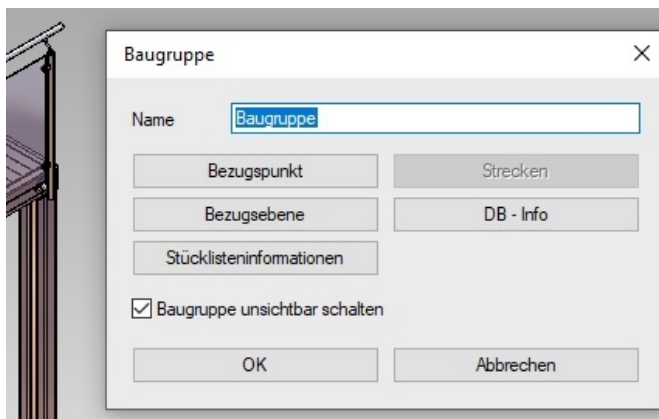 Baugruppe
Name Baugruppe
Bezugspunkt Strecken
Bezugsebene DB - Info
Stücklisteninformationen
Baugruppe unsichtbar schalten
OK Abbrechen